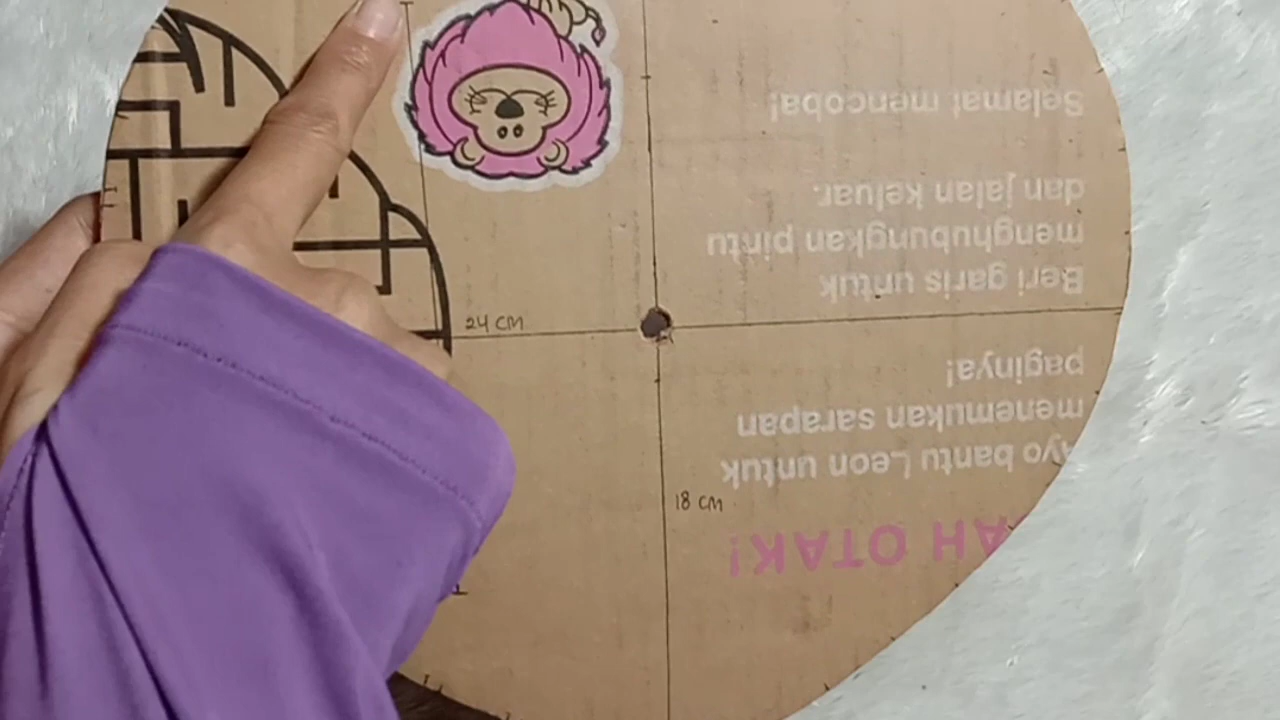 24 CM
18 CM
AH OTAK!
Ayo bantu Leon untuk
menemukan sarapan
paginya!
Beri garis untuk
menghubungkan pintu
dan jalan keluar.
Selamat mencoba!